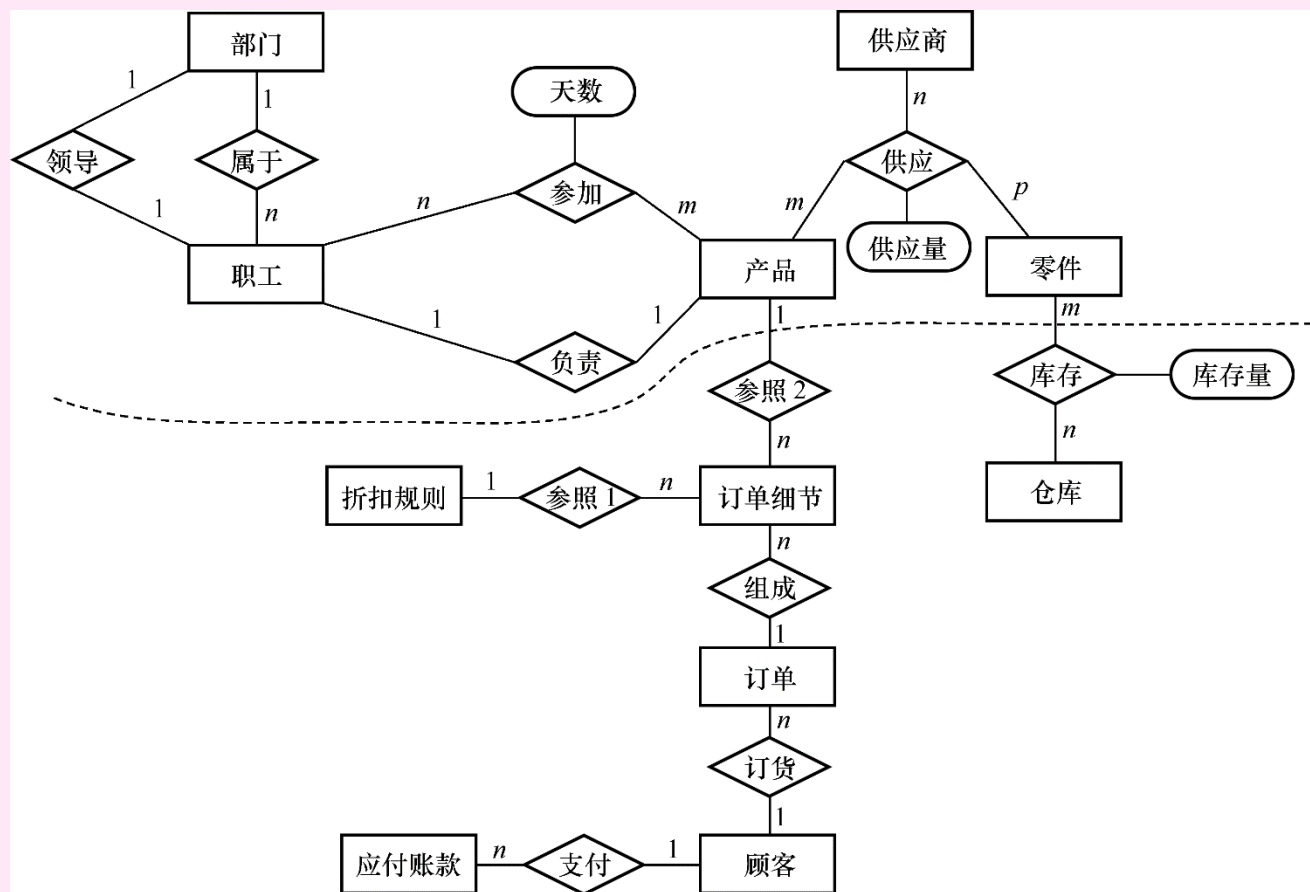 部门
供应商
1
1
天数
n
领导
属于
供应
参加
n
m
m
p
1
n
供应量
职工
产品
零件
1
1
1
m
负责
库存
库存量
参照2
n
n
折扣规则
1
参照1
n
订单细节
仓库
n
组成
1
订单
n
订货
1
应付账款
n
支付
1
顾客